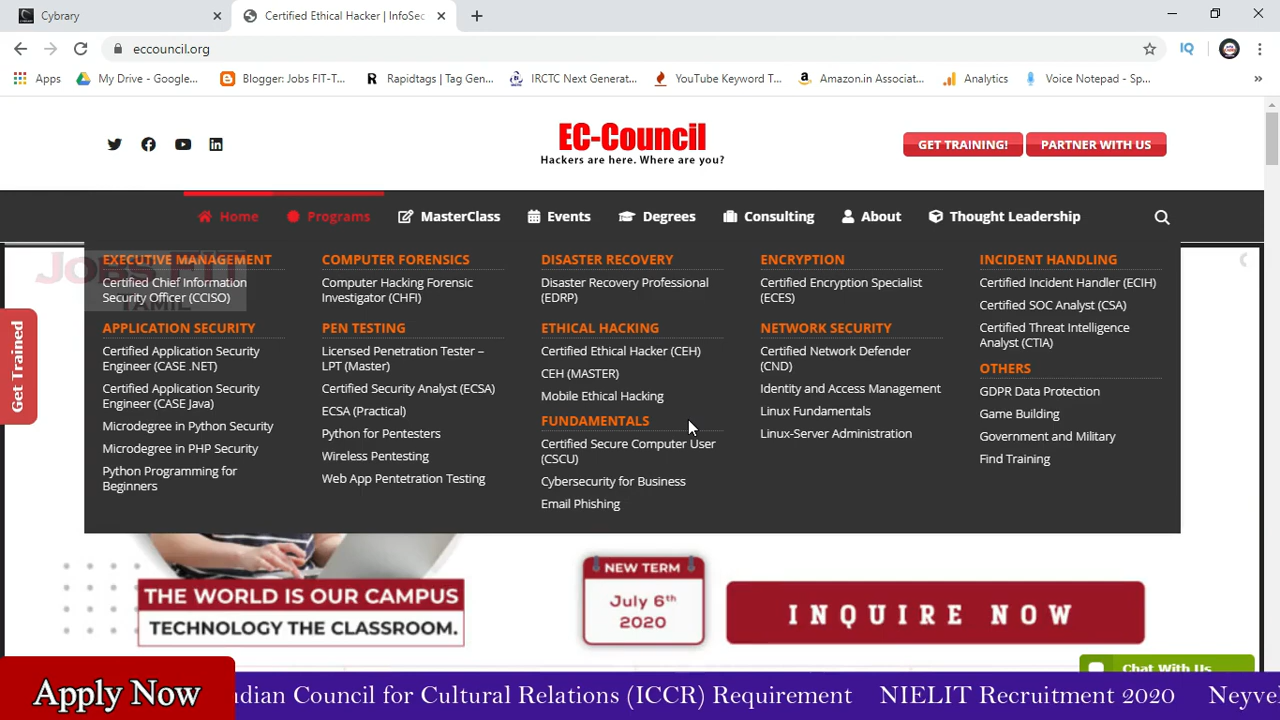 Cybrary
Certified Ethical Hacker | InfoSec
eccouncil.org
Apps
My Drive - Google...
Blogger: Jobs FIT-T...
Rapidtags | Tag Gen...
IRCTC Next Generat...
YouTube Keyword T...
Amazon.in Associat...
Analytics
Voice Notepad - Sp...
EC-Council
Hackers are here. Where are you?
GET TRAINING!
PARTNER WITH US
Home
Programs
MasterClass
Events
Degrees
Consulting
About
Thought Leadership
JOBS FIT
TAMIL
Get Trained
EXECUTIVE MANAGEMENT
Certified Chief Information
Security Officer (CCISO)
APPLICATION SECURITY
Certified Application Security
Engineer (CASE .NET)
Certified Application Security
Engineer (CASE Java)
Microdegree in Python Security
Microdegree in PHP Security
Python Programming for
Beginners
COMPUTER FORENSICS
Computer Hacking Forensic
Investigator (CHFI)
PEN TESTING
Licensed Penetration Tester –
LPT (Master)
Certified Security Analyst (ECSA)
ECSA (Practical)
Python for Pentesters
Wireless Pentesting
Web App Pentetration Testing
DISASTER RECOVERY
Disaster Recovery Professional
(EDRP)
ETHICAL HACKING
Certified Ethical Hacker (CEH)
CEH (MASTER)
Mobile Ethical Hacking
FUNDAMENTALS
Certified Secure Computer User
(CSCU)
Cybersecurity for Business
Email Phishing
ENCRYPTION
Certified Encryption Specialist
(ECES)
NETWORK SECURITY
Certified Network Defender
(CND)
Identity and Access Management
Linux Fundamentals
Linux-Server Administration
INCIDENT HANDLING
Certified Incident Handler (ECIH)
Certified SOC Analyst (CSA)
Certified Threat Intelligence
Analyst (CTIA)
OTHERS
GDPR Data Protection
Game Building
Government and Military
Find Training
THE WORLD IS OUR CAMPUS
TECHNOLOGY THE CLASSROOM.
NEW TERM
July 6th
2020
INQUIRE NOW
Chat With Us
Apply Now
ndian Council for Cultural Relations (ICCR) Requirement NIELIT Recruitment 2020 Neyve